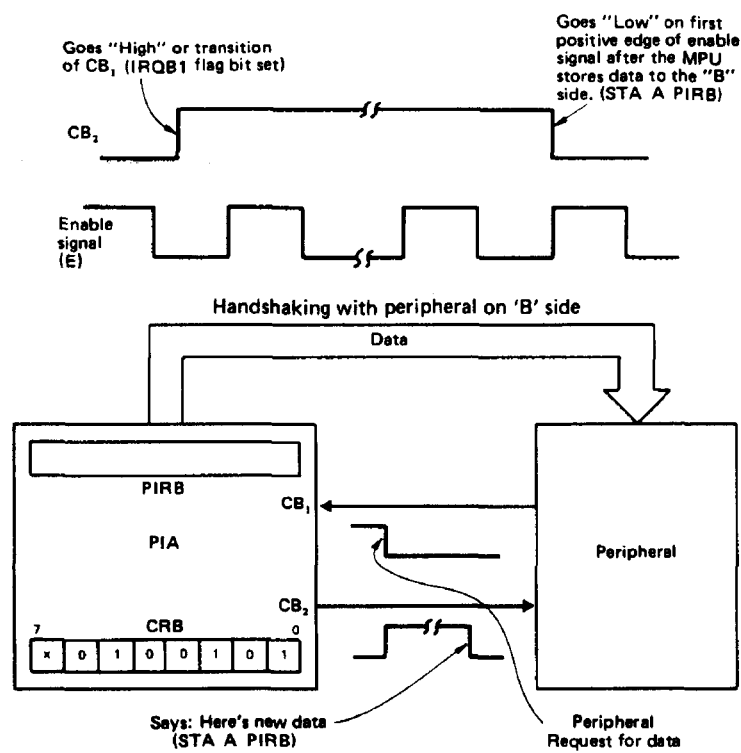 Goes "High" or transition
of CB₁ (IRQB1 flag bit set)
Goes "Low" on first
positive edge of enable
signal after the MPU
stores data to the "B"
side. (STA A PIRB)
CB₂
Enable
signal
(E)
Handshaking with peripheral on 'B' side
Data
PIRB
CB₁
PIA
Peripheral
CB₂
CRB
7 0
x 0 1 0 0 1 0 1
Says: Here's new data
(STA A PIRB)
Peripheral
Request for data